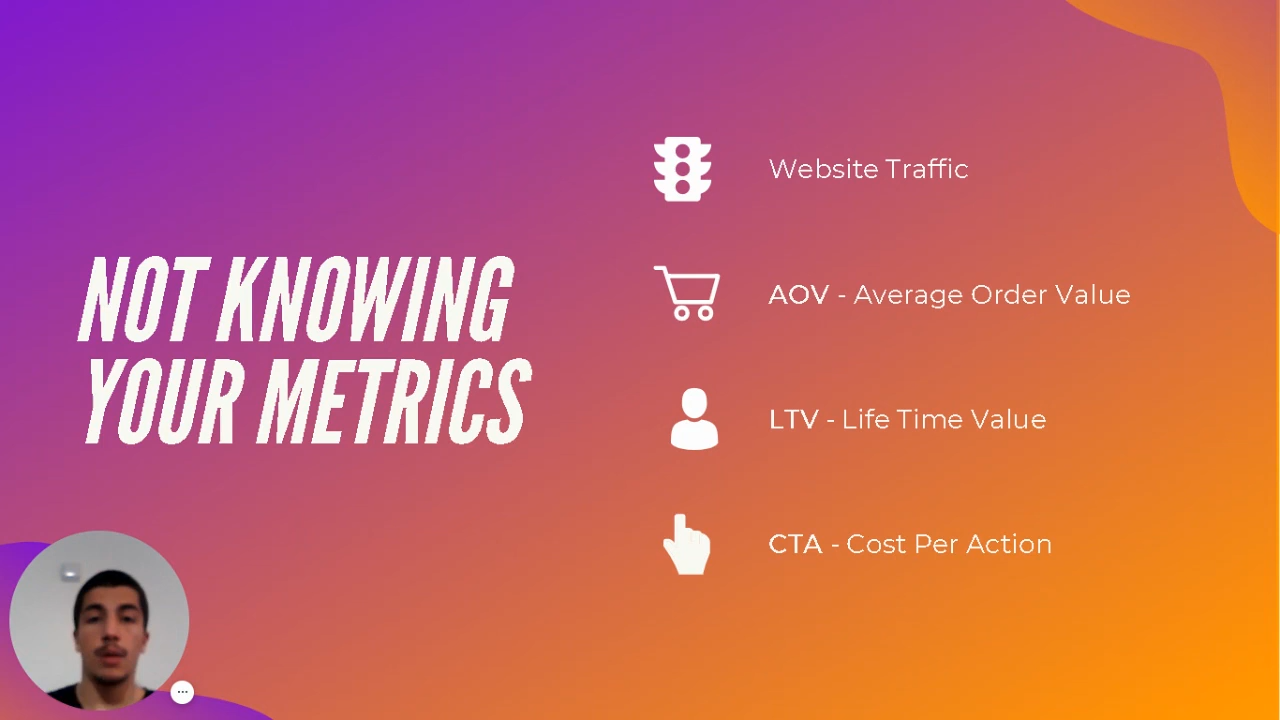 NOT KNOWING
YOUR METRICS
Website Traffic
AOV - Average Order Value
LTV - Life Time Value
CTA - Cost Per Action